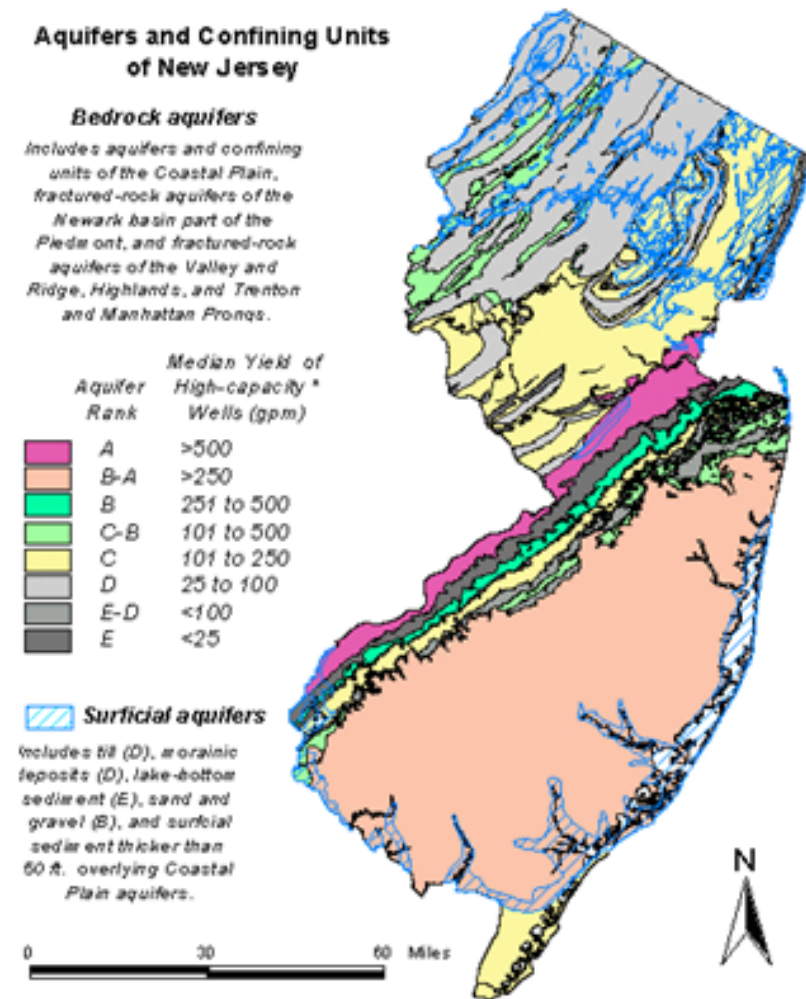 Aquifers and Confining Units
of New Jersey
Bedrock aquifers
Includes aquifers and confining
units of the Coastal Plain,
fractured-rock aquifers of the
Newark basin part of the
Piedmont, and fractured-rock
aquifers of the Valley and
Ridge, Highlands, and Trenton
and Manhattan Prongs.
Aquifer Rank Median Yield of High-capacity * Wells (gpm)
A >500
B-A >250
B 251 to 500
C-B 101 to 500
C 101 to 250
D 25 to 100
E-D <100
E <25
Surficial aquifers
Includes till (D), morainic
deposits (D), lake-bottom
sediment (E), sand and
gravel (B), and surfcial
sediment thicker than
50 ft. overlying Coastal
Plain aquifers.
N
0 30 60 Miles